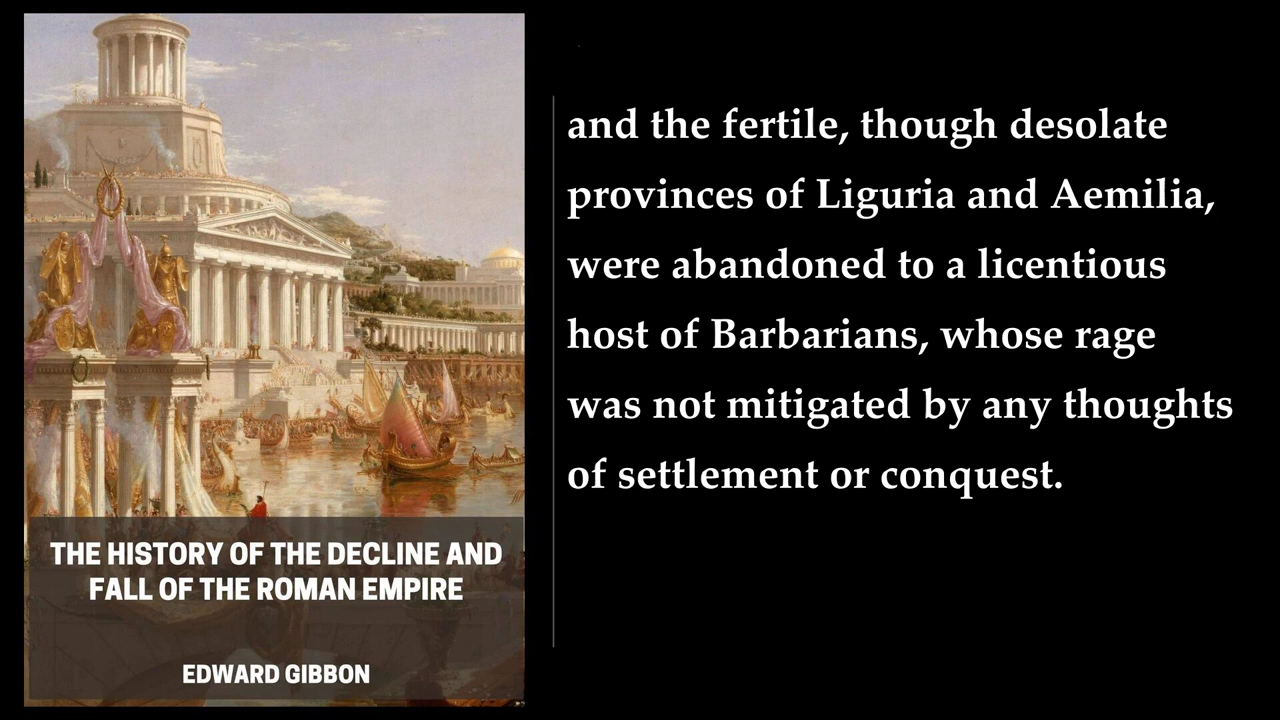 and the fertile, though desolate
provinces of Liguria and Aemilia,
were abandoned to a licentious
host of Barbarians, whose rage
was not mitigated by any thoughts
of settlement or conquest.
THE HISTORY OF THE DECLINE AND
FALL OF THE ROMAN EMPIRE
EDWARD GIBBON